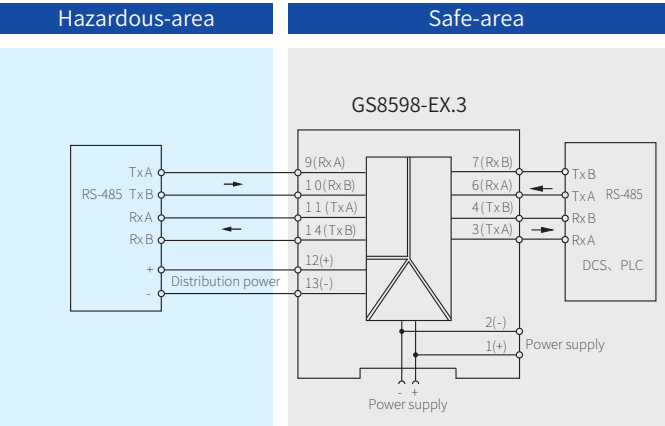 Hazardous-area
Safe-area
GS8598-EX.3
RS-485
TxA
TxB
RxA
RxB
+
-
Distribution power
9(RxA)
10(RxB)
11(TxA)
14(TxB)
12(+)
13(-)
7(RxB)
6(RxA)
4(TxB)
3(TxA)
2(-)
1(+)
Power supply
- +
Power supply
TxB
TxA
RxB
RxA
RS-485
DCS、PLC